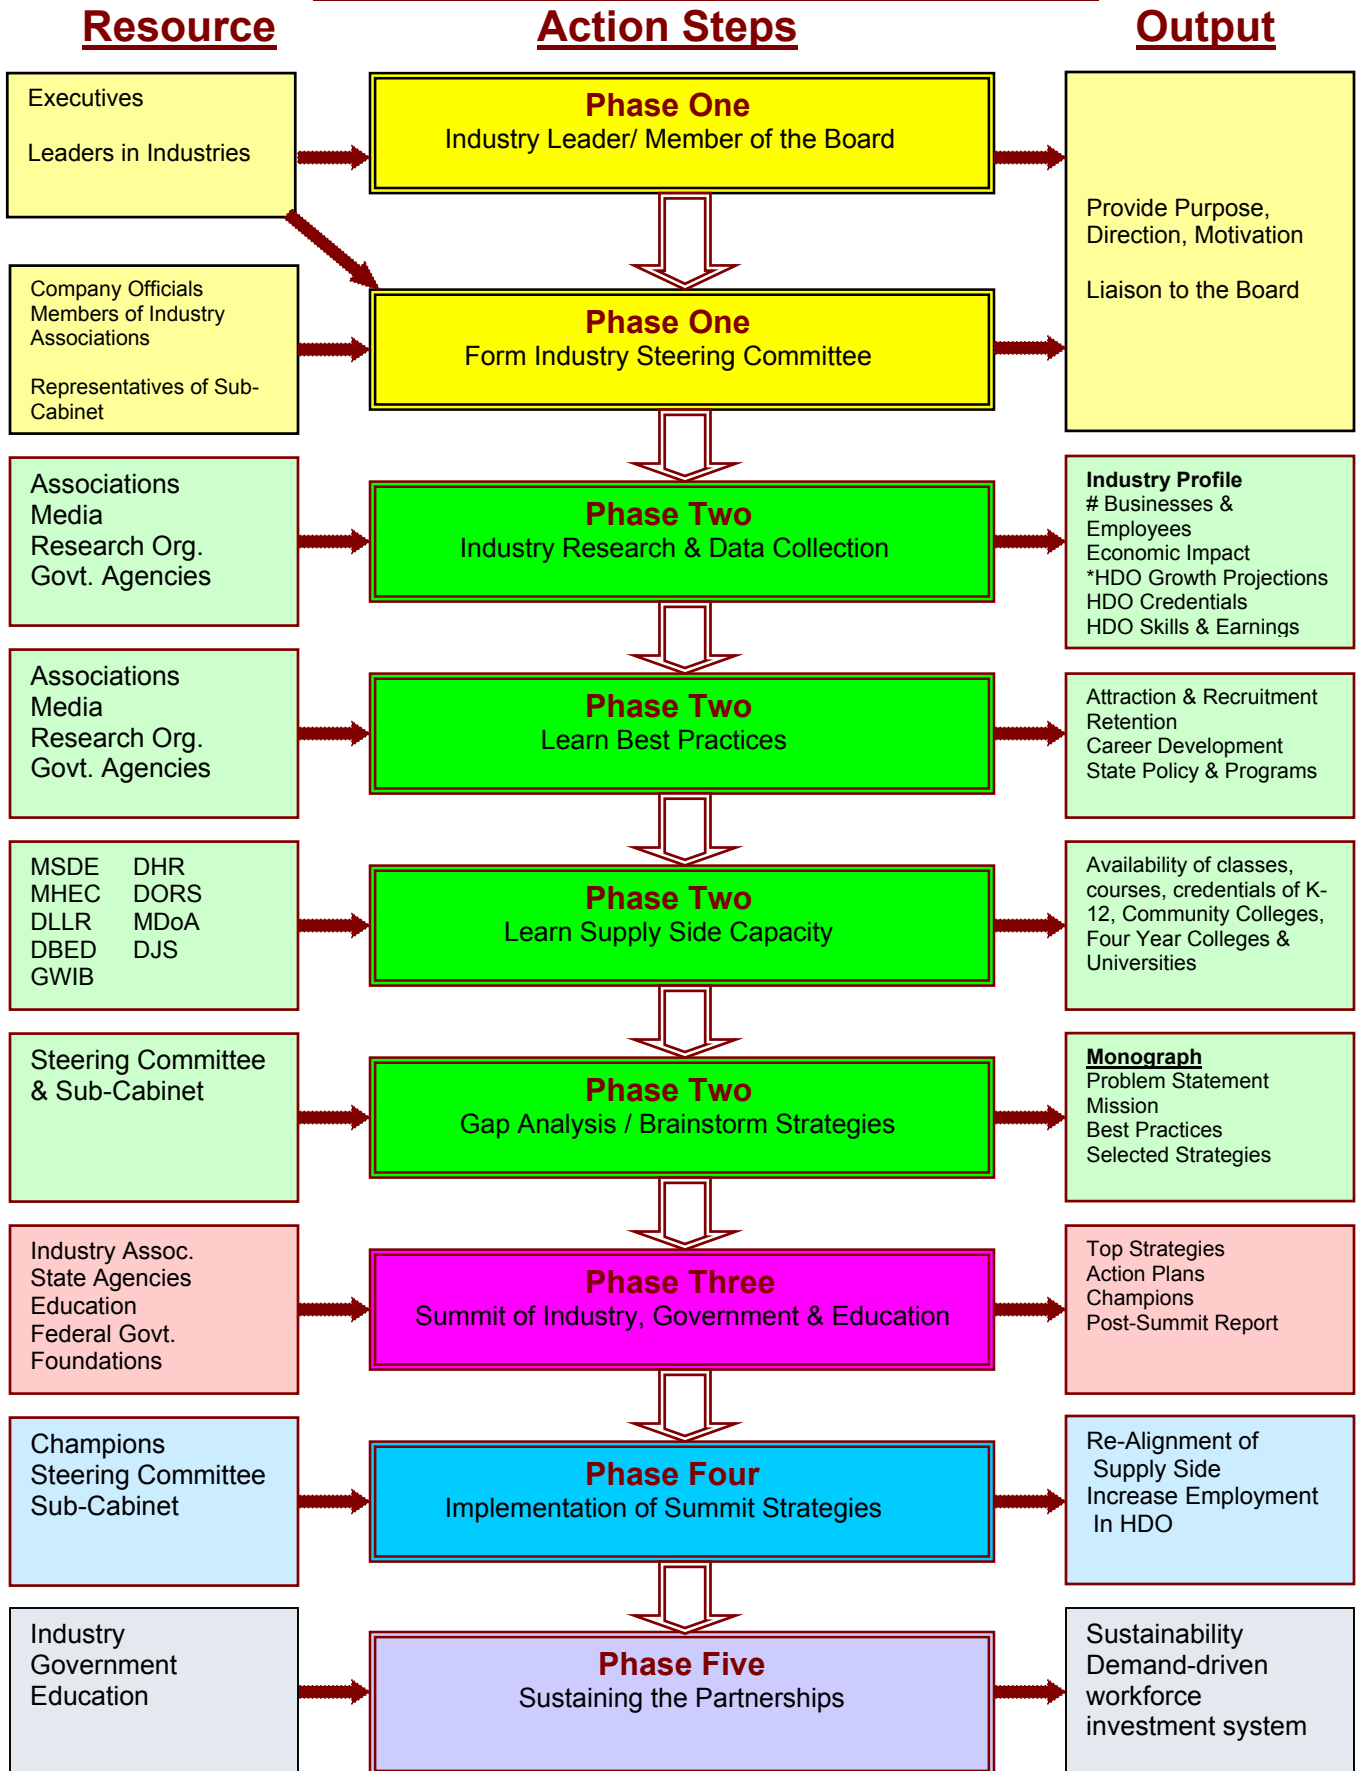 Resource
Action Steps
Output
Executives
Leaders in Industries
Phase One
Industry Leader/ Member of the Board
Provide Purpose,
Direction, Motivation
Liaison to the Board
Company Officials
Members of Industry
Associations
Representatives of Sub-
Cabinet
Phase One
Form Industry Steering Committee
Associations
Media
Research Org.
Govt. Agencies
Phase Two
Industry Research & Data Collection
Industry Profile
# Businesses &
Employees
Economic Impact
*HDO Growth Projections
HDO Credentials
HDO Skills & Earnings
Associations
Media
Research Org.
Govt. Agencies
Phase Two
Learn Best Practices
Attraction & Recruitment
Retention
Career Development
State Policy & Programs
MSDE DHR
MHEC DORS
DLLR MDoA
DBED DJS
GWIB
Phase Two
Learn Supply Side Capacity
Availability of classes,
courses, credentials of K-
12, Community Colleges,
Four Year Colleges &
Universities
Steering Committee
& Sub-Cabinet
Phase Two
Gap Analysis / Brainstorm Strategies
Monograph
Problem Statement
Mission
Best Practices
Selected Strategies
Industry Assoc.
State Agencies
Education
Federal Govt.
Foundations
Phase Three
Summit of Industry, Government & Education
Top Strategies
Action Plans
Champions
Post-Summit Report
Champions
Steering Committee
Sub-Cabinet
Phase Four
Implementation of Summit Strategies
Re-Alignment of
Supply Side
Increase Employment
In HDO
Industry
Government
Education
Phase Five
Sustaining the Partnerships
Sustainability
Demand-driven
workforce
investment system